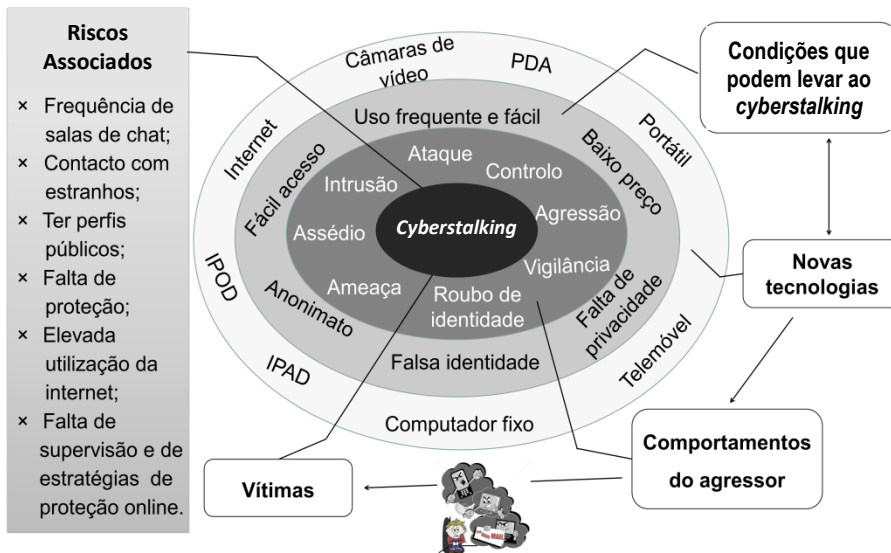 Riscos
Associados
× Frequência de
salas de chat;
× Contacto com
estranhos;
× Ter perfis
públicos;
× Falta de
proteção;
× Elevada
utilização da
internet;
× Falta de
supervisão e de
estratégias de
proteção online.
Câmaras de
vídeo
PDA
Portátil
Telemóvel
Computador fixo
IPAD
IPOD
Internet
Uso frequente e fácil
Baixo preço
Falta de
privacidade
Falsa identidade
Anonimato
Fácil acesso
Ataque
Controlo
Agressão
Vigilância
Roubo de
identidade
Ameaça
Assédio
Intrusão
Cyberstalking
Condições que
podem levar ao
cyberstalking
Novas
tecnologias
Comportamentos
do agressor
Vítimas
MAIL